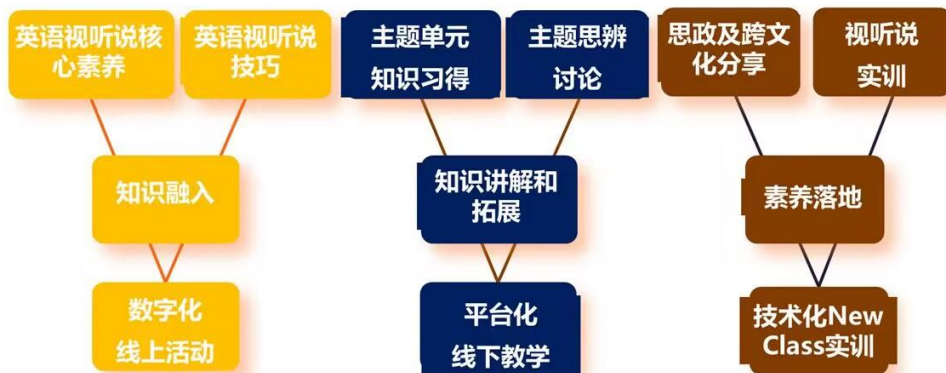 英语视听说核
心素养
英语视听说
技巧
主题单元
知识习得
主题思辨
讨论
思政及跨文
化分享
视听说
实训
知识融入
知识讲解和
拓展
素养落地
数字化
线上活动
平台化
线下教学
技术化New
Class实训